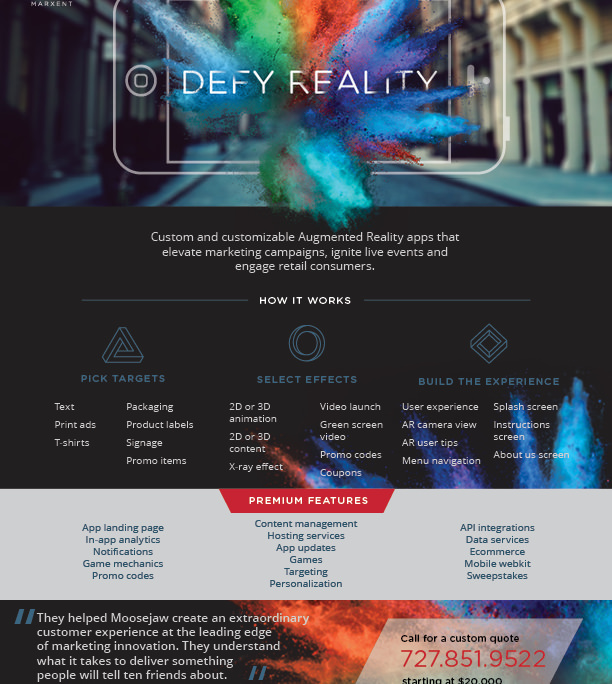 MARXENT
DEFY REALITY
Custom and customizable Augmented Reality apps that
elevate marketing campaigns, ignite live events and
engage retail consumers.
HOW IT WORKS
PICK TARGETS
Text
Print ads
T-shirts
Packaging
Product labels
Signage
Promo items
SELECT EFFECTS
2D or 3D
animation
2D or 3D
content
X-ray effect
Video launch
Green screen
video
Promo codes
Coupons
BUILD THE EXPERIENCE
User experience
AR camera view
AR user tips
Menu navigation
Splash screen
Instructions
screen
About us screen
PREMIUM FEATURES
App landing page
In-app analytics
Notifications
Game mechanics
Promo codes
Content management
Hosting services
App updates
Games
Targeting
Personalization
API integrations
Data services
Ecommerce
Mobile webkit
Sweepstakes
They helped Moosejaw create an extraordinary
customer experience at the leading edge
of marketing innovation. They understand
what it takes to deliver something
people will tell ten friends about.
Call for a custom quote
727.851.9522
starting at $20,000